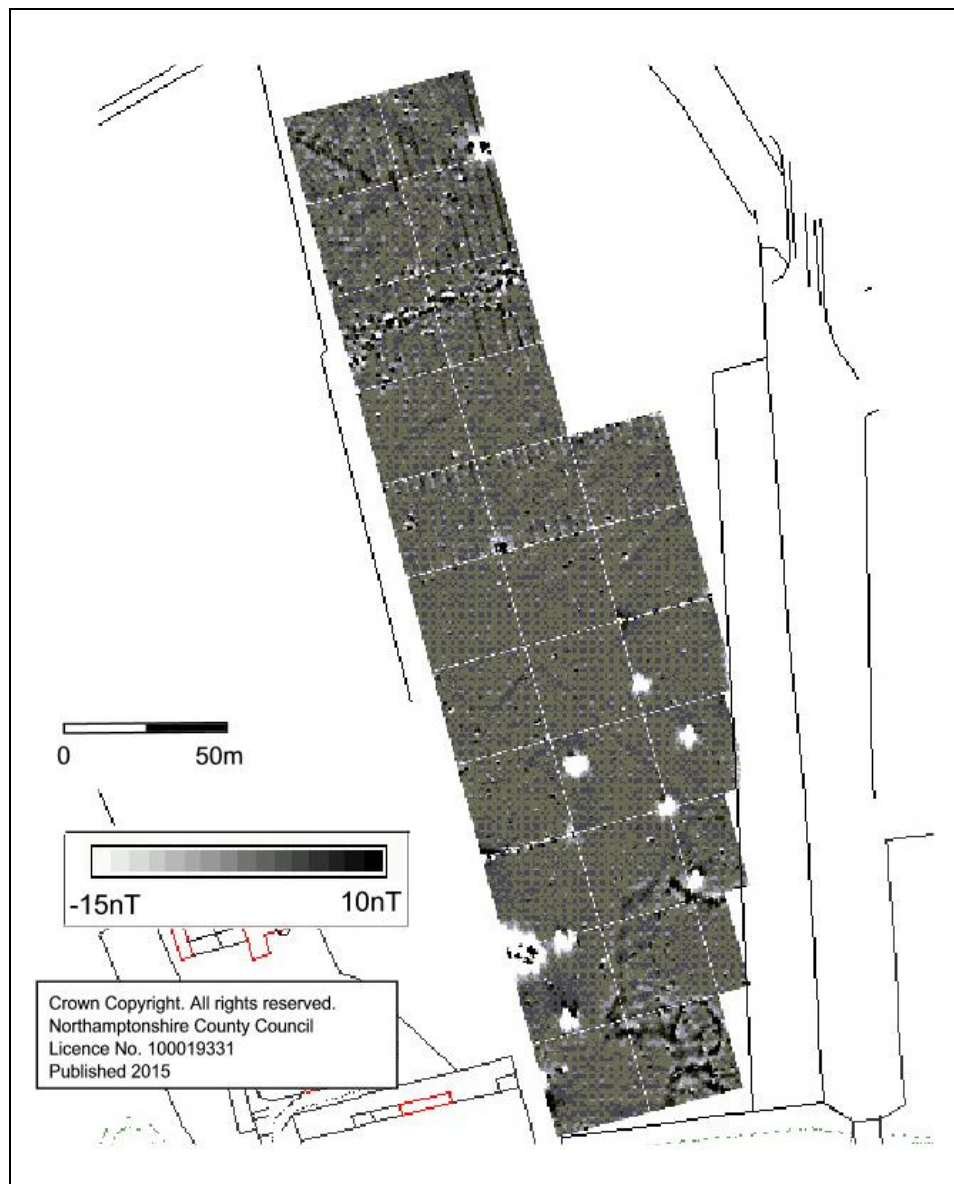 0 50m
-15nT 10nT
Crown Copyright. All rights reserved.
Northamptonshire County Council
Licence No. 100019331
Published 2015